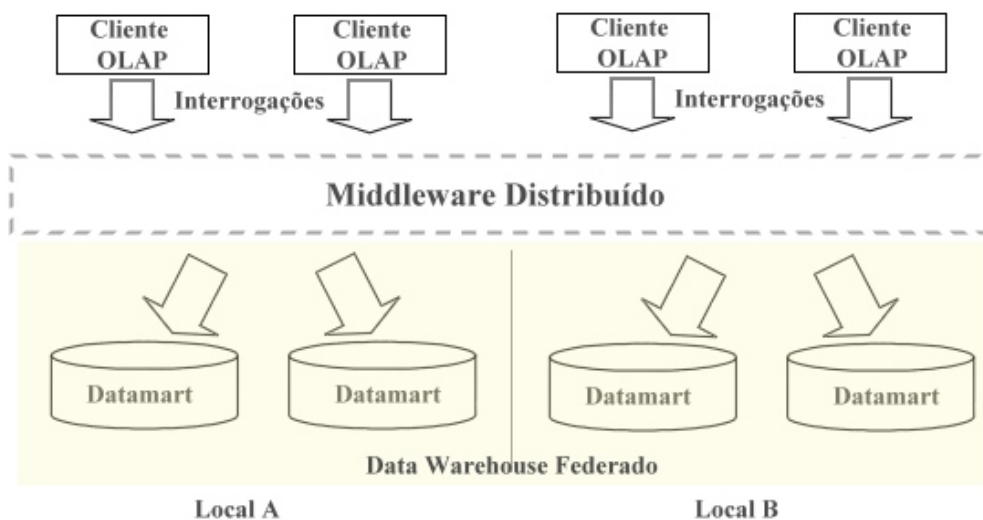 Cliente
OLAP
Cliente
OLAP
Cliente
OLAP
Cliente
OLAP
Interrogações
Interrogações
Middleware Distribuído
Datamart
Datamart
Datamart
Datamart
Data Warehouse Federado
Local A
Local B